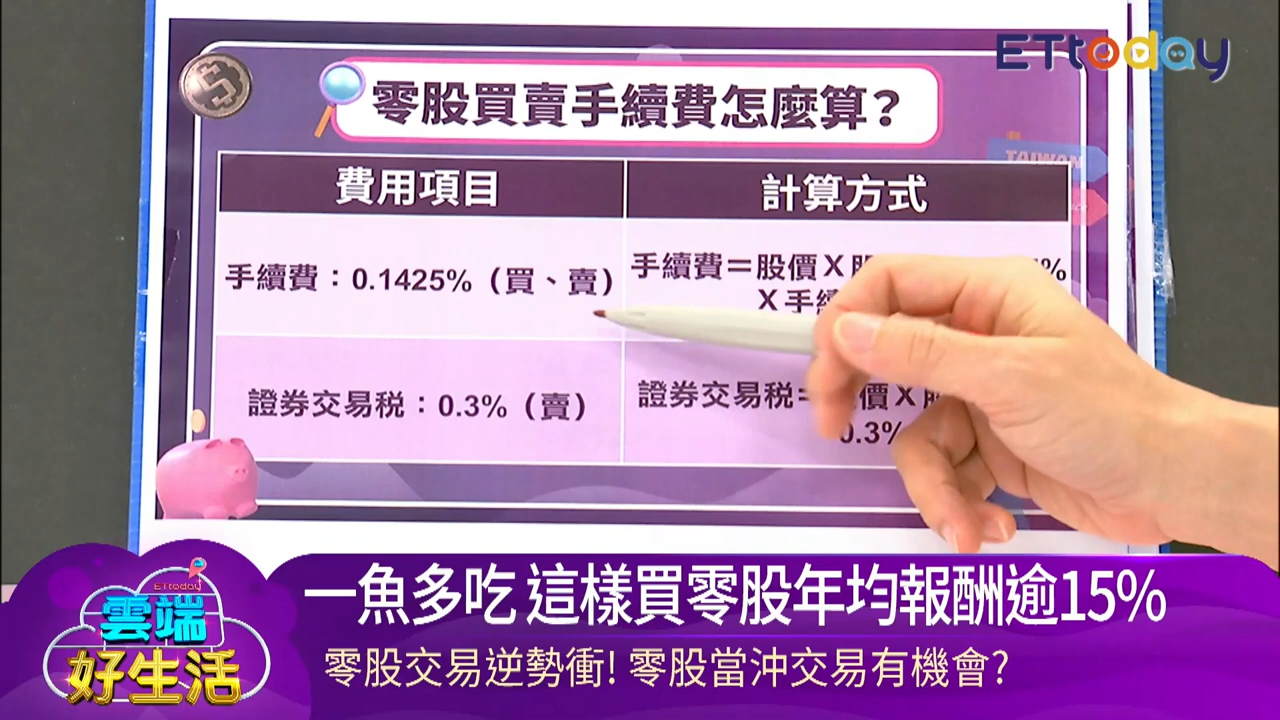 ETtoday
零股買賣手續費怎麼算？
TAIWAN
費用項目
計算方式
手續費：0.1425%（買、賣）
手續費＝股價X股
%
X手續
證券交易稅：0.3%（賣）
證券交易稅＝
價X股
0.3%
ETtoday
雲端
好生活
一魚多吃 這樣買零股年均報酬逾15%
零股交易逆勢衝! 零股當沖交易有機會?